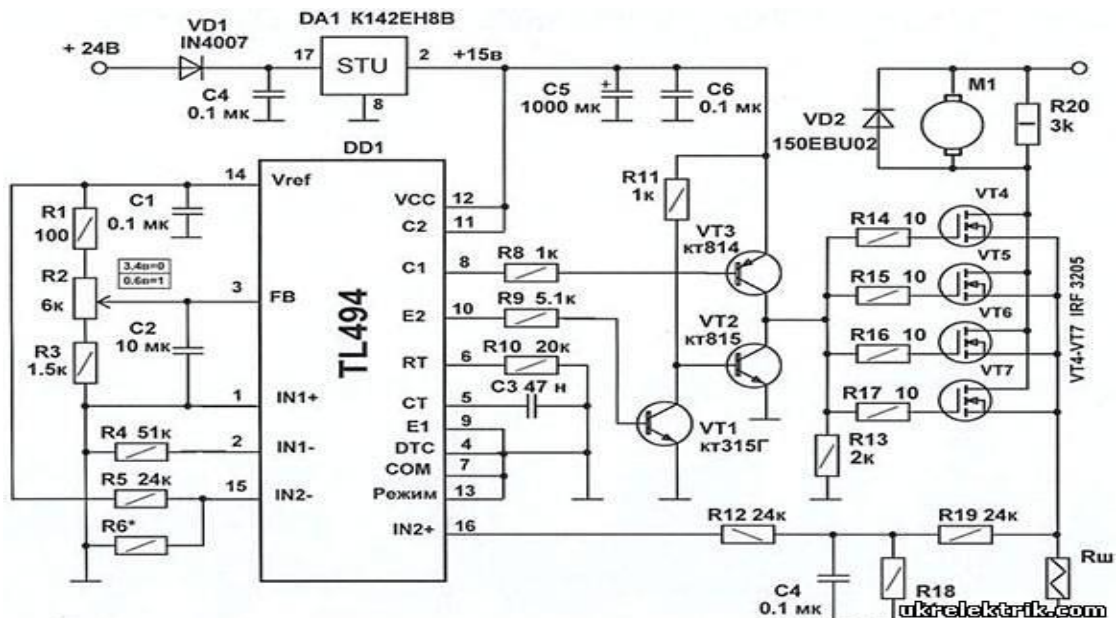 DA1 К142ЕН8В
VD1
IN4007
+ 24В
17
STU
2
+15в
8
C4
0.1 мк
C5
1000 мк
+
C6
0.1 мк
M1
VD2
150EBU02
R20
3k
DD1
14
Vref
R1
100
C1
0.1 мк
VCC
12
C2
11
R11
1к
VT4
R14 10
VT3
кт814
C1
8
R8 1к
3,4в=0
0.6в=1
R2
6к
3
FB
TL494
E2
10
R9 5.1к
VT5
R15 10
C2
10 мк
R3
1.5к
RT
6
R10 20к
VT2
кт815
VT6
R16 10
VT4-VT7 IRF 3205
C3 47 н
CT
5
1
IN1+
VT7
R17 10
E1
9
VT1
кт315Г
R4 51к
2
IN1-
DTC
4
R13
2к
COM
7
R5 24к
15
IN2-
Режим
13
R6*
IN2+
16
R12 24к
R19 24к
Rш
C4
0.1 мк
R18
ukrelektrik.com